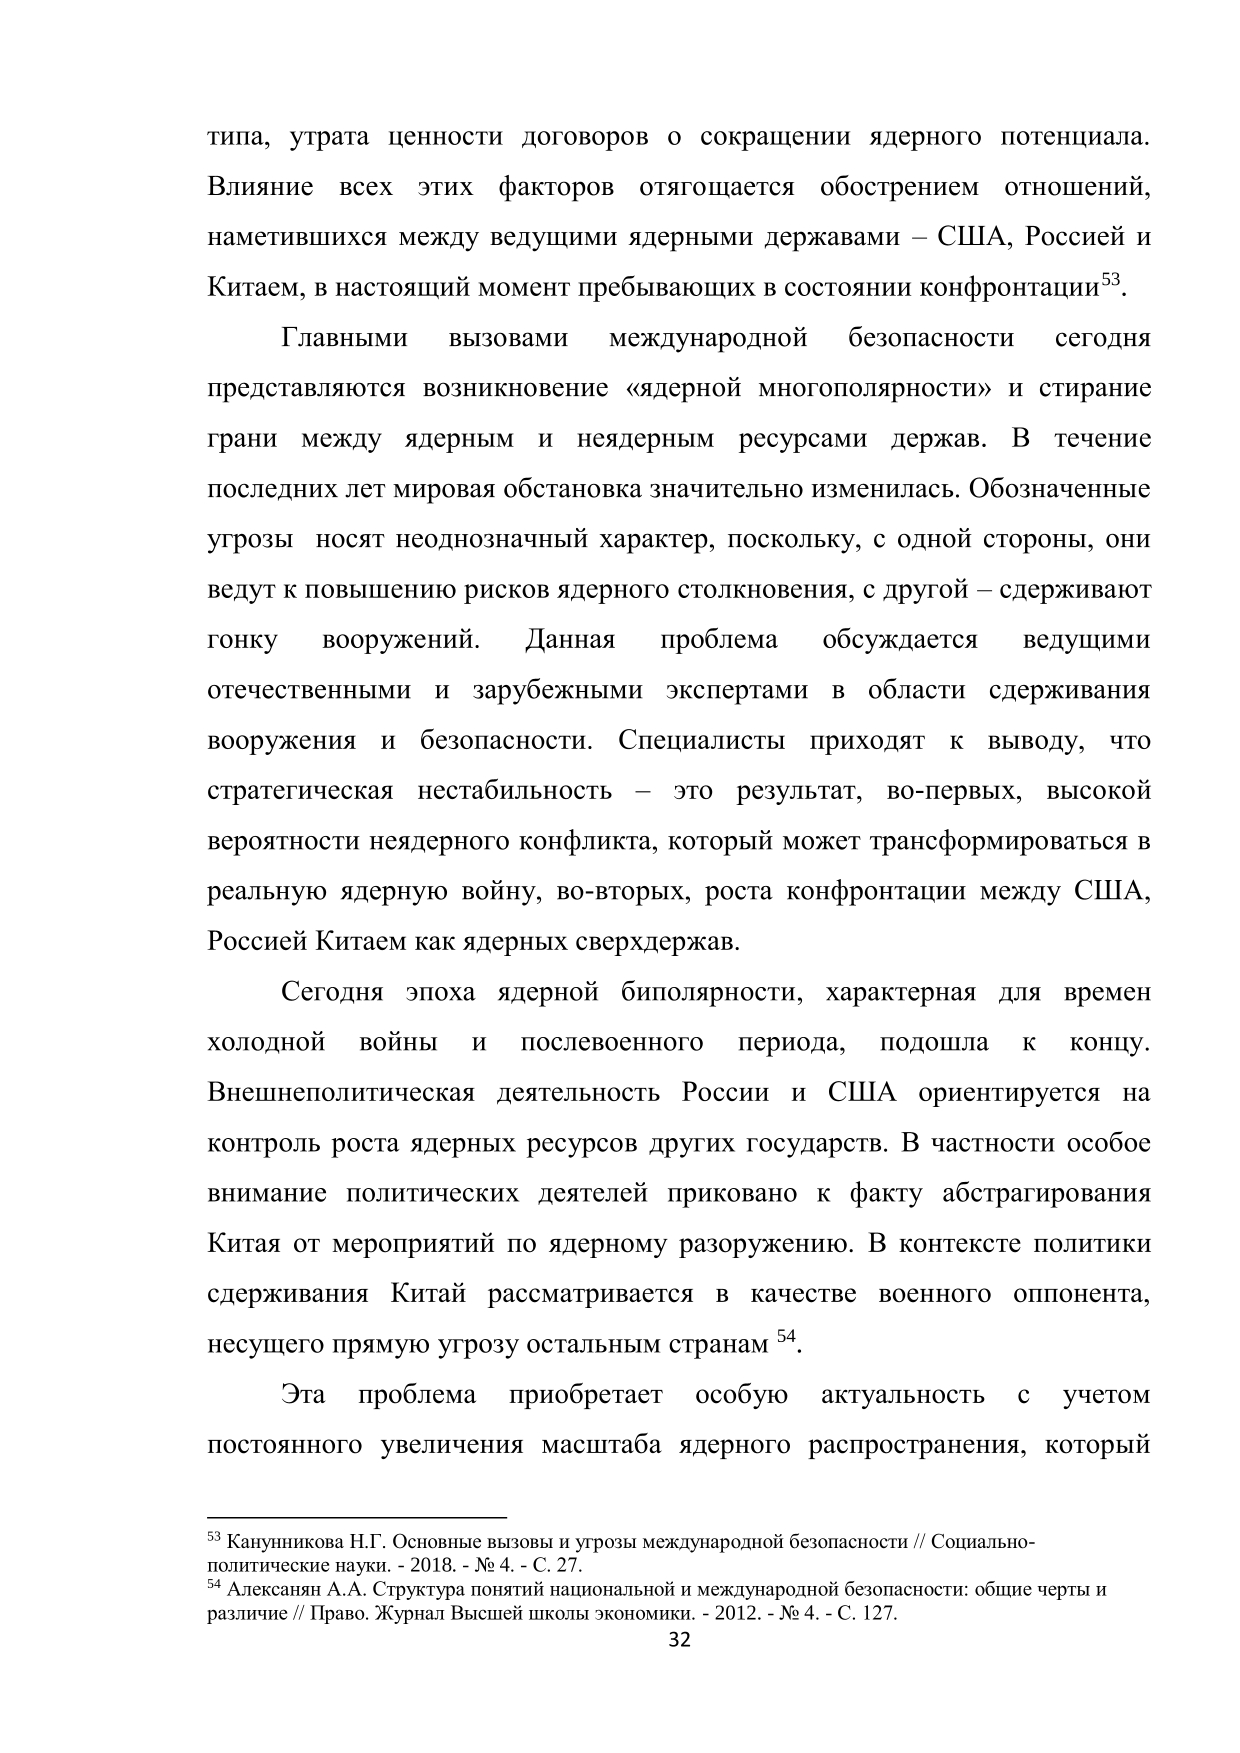 типа, утрата ценности договоров о сокращении ядерного потенциала.
Влияние всех этих факторов отягощается обострением отношений,
наметившихся между ведущими ядерными державами – США, Россией и
Китаем, в настоящий момент пребывающих в состоянии конфронтации53.
Главными вызовами международной безопасности сегодня
представляются возникновение «ядерной многополярности» и стирание
грани между ядерным и неядерным ресурсами держав. В течение
последних лет мировая обстановка значительно изменилась. Обозначенные
угрозы носят неоднозначный характер, поскольку, с одной стороны, они
ведут к повышению рисков ядерного столкновения, с другой – сдерживают
гонку вооружений. Данная проблема обсуждается ведущими
отечественными и зарубежными экспертами в области сдерживания
вооружения и безопасности. Специалисты приходят к выводу, что
стратегическая нестабильность – это результат, во-первых, высокой
вероятности неядерного конфликта, который может трансформироваться в
реальную ядерную войну, во-вторых, роста конфронтации между США,
Россией Китаем как ядерных сверхдержав.
Сегодня эпоха ядерной биполярности, характерная для времен
холодной войны и послевоенного периода, подошла к концу.
Внешнеполитическая деятельность России и США ориентируется на
контроль роста ядерных ресурсов других государств. В частности особое
внимание политических деятелей приковано к факту абстрагирования
Китая от мероприятий по ядерному разоружению. В контексте политики
сдерживания Китай рассматривается в качестве военного оппонента,
несущего прямую угрозу остальным странам 54.
Эта проблема приобретает особую актуальность с учетом
постоянного увеличения масштаба ядерного распространения, который
53 Канунникова Н.Г. Основные вызовы и угрозы международной безопасности // Социально-
политические науки. - 2018. - № 4. - С. 27.
54 Алексанян А.А. Структура понятий национальной и международной безопасности: общие черты и
различие // Право. Журнал Высшей школы экономики. - 2012. - № 4. - С. 127.
32